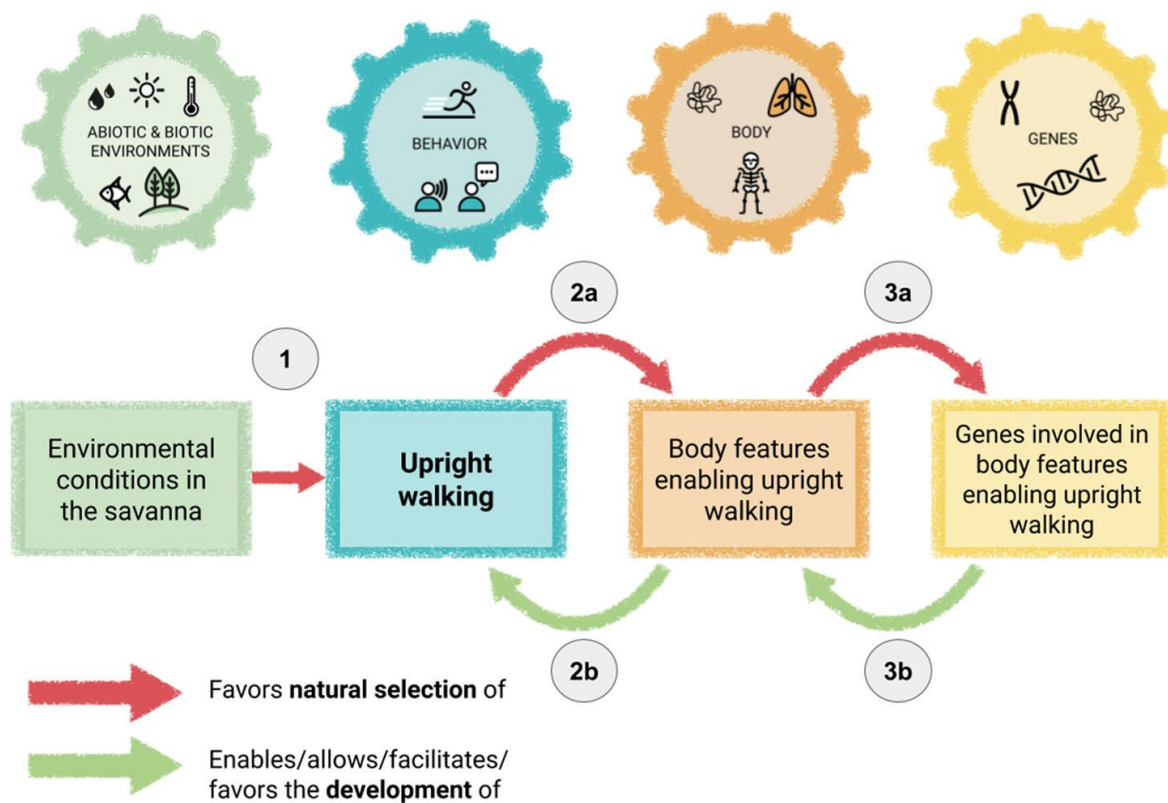 ABIOTIC & BIOTIC
ENVIRONMENTS
BEHAVIOR
BODY
GENES
1
2a
3a
Environmental
conditions in
the savanna
Upright
walking
Body features
enabling upright
walking
Genes involved in
body features
enabling upright
walking
2b
3b
Favors natural selection of
Enables/allows/facilitates/
favors the development of